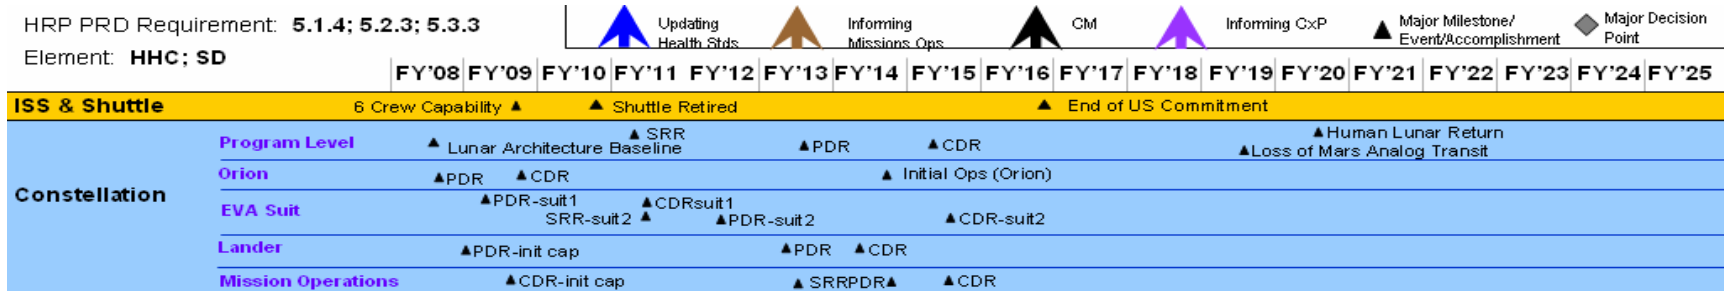 HRP PRD Requirement: 5.1.4; 5.2.3; 5.3.3
Element: HHC; SD
Updating
Health Stds
Informing
Missions Ops
CM
Informing CxP
Major Milestone/
Event/Accomplishment
Major Decision
Point
FY'08 FY'09 FY'10 FY'11 FY'12 FY'13 FY'14 FY'15 FY'16 FY'17 FY'18 FY'19 FY'20 FY'21 FY'22 FY'23 FY'24 FY'25
ISS & Shuttle
6 Crew Capability
Shuttle Retired
End of US Commitment
Constellation
Program Level
Lunar Architecture Baseline
SRR
PDR
CDR
Human Lunar Return
Loss of Mars Analog Transit
Orion
PDR
CDR
Initial Ops (Orion)
EVA Suit
PDR-suit1
SRR-suit2
CDRsuit1
PDR-suit2
CDR-suit2
Lander
PDR-init cap
PDR
CDR
Mission Operations
CDR-init cap
SRR
PDR
CDR